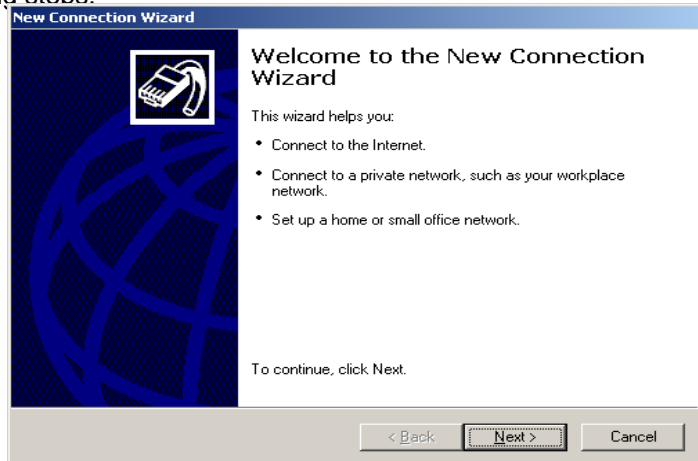 New Connection Wizard
Welcome to the New Connection
Wizard
This wizard helps you:
• Connect to the Internet.
• Connect to a private network, such as your workplace
network.
• Set up a home or small office network.
To continue, click Next.
< Back Next > Cancel